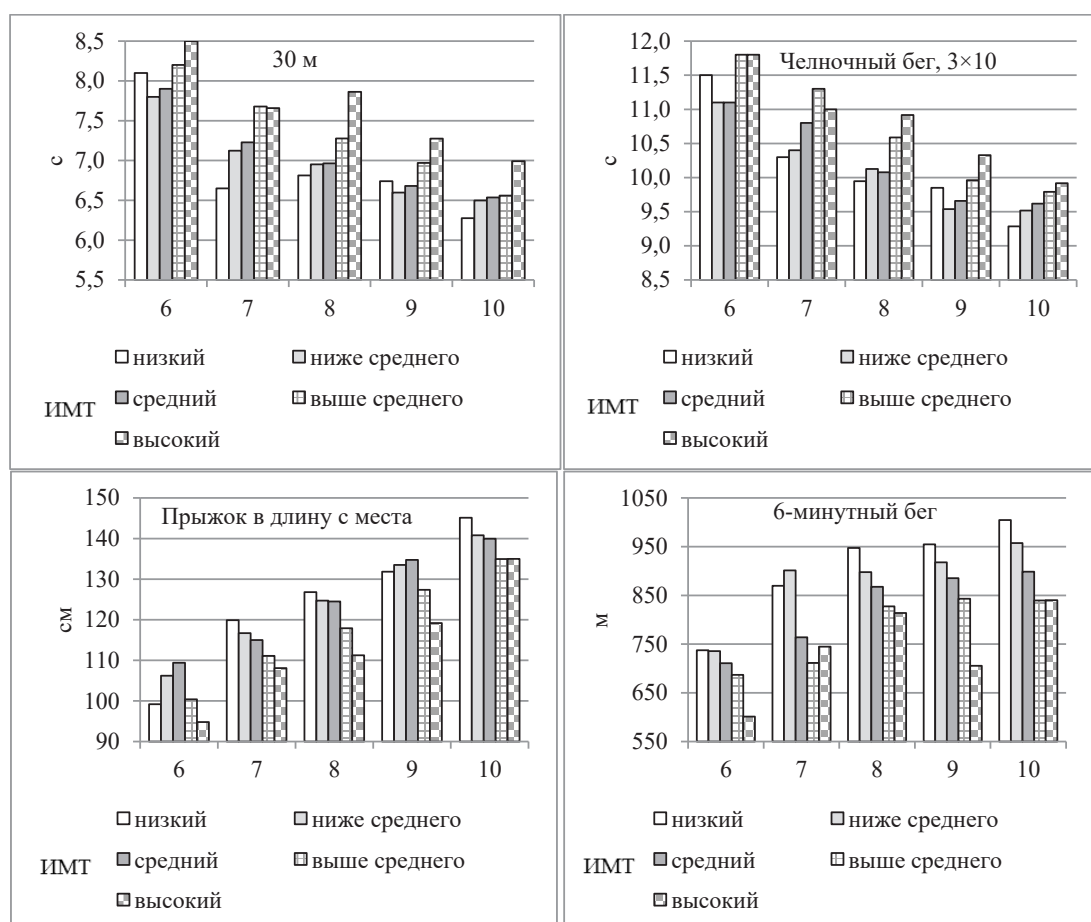 30 м
8,5
8,0
7,5
7,0
6,5
6,0
5,5
с
6 7 8 9 10
низкий ниже среднего
ИМТ средний выше среднего
высокий
Челночный бег, 3×10
12,0
11,5
11,0
10,5
10,0
9,5
9,0
8,5
с
6 7 8 9 10
низкий ниже среднего
ИМТ средний выше среднего
высокий
Прыжок в длину с места
150
140
130
120
110
100
90
см
6 7 8 9 10
низкий ниже среднего
ИМТ средний выше среднего
высокий
6-минутный бег
1050
950
850
750
650
550
м
6 7 8 9 10
низкий ниже среднего
ИМТ средний выше среднего
высокий